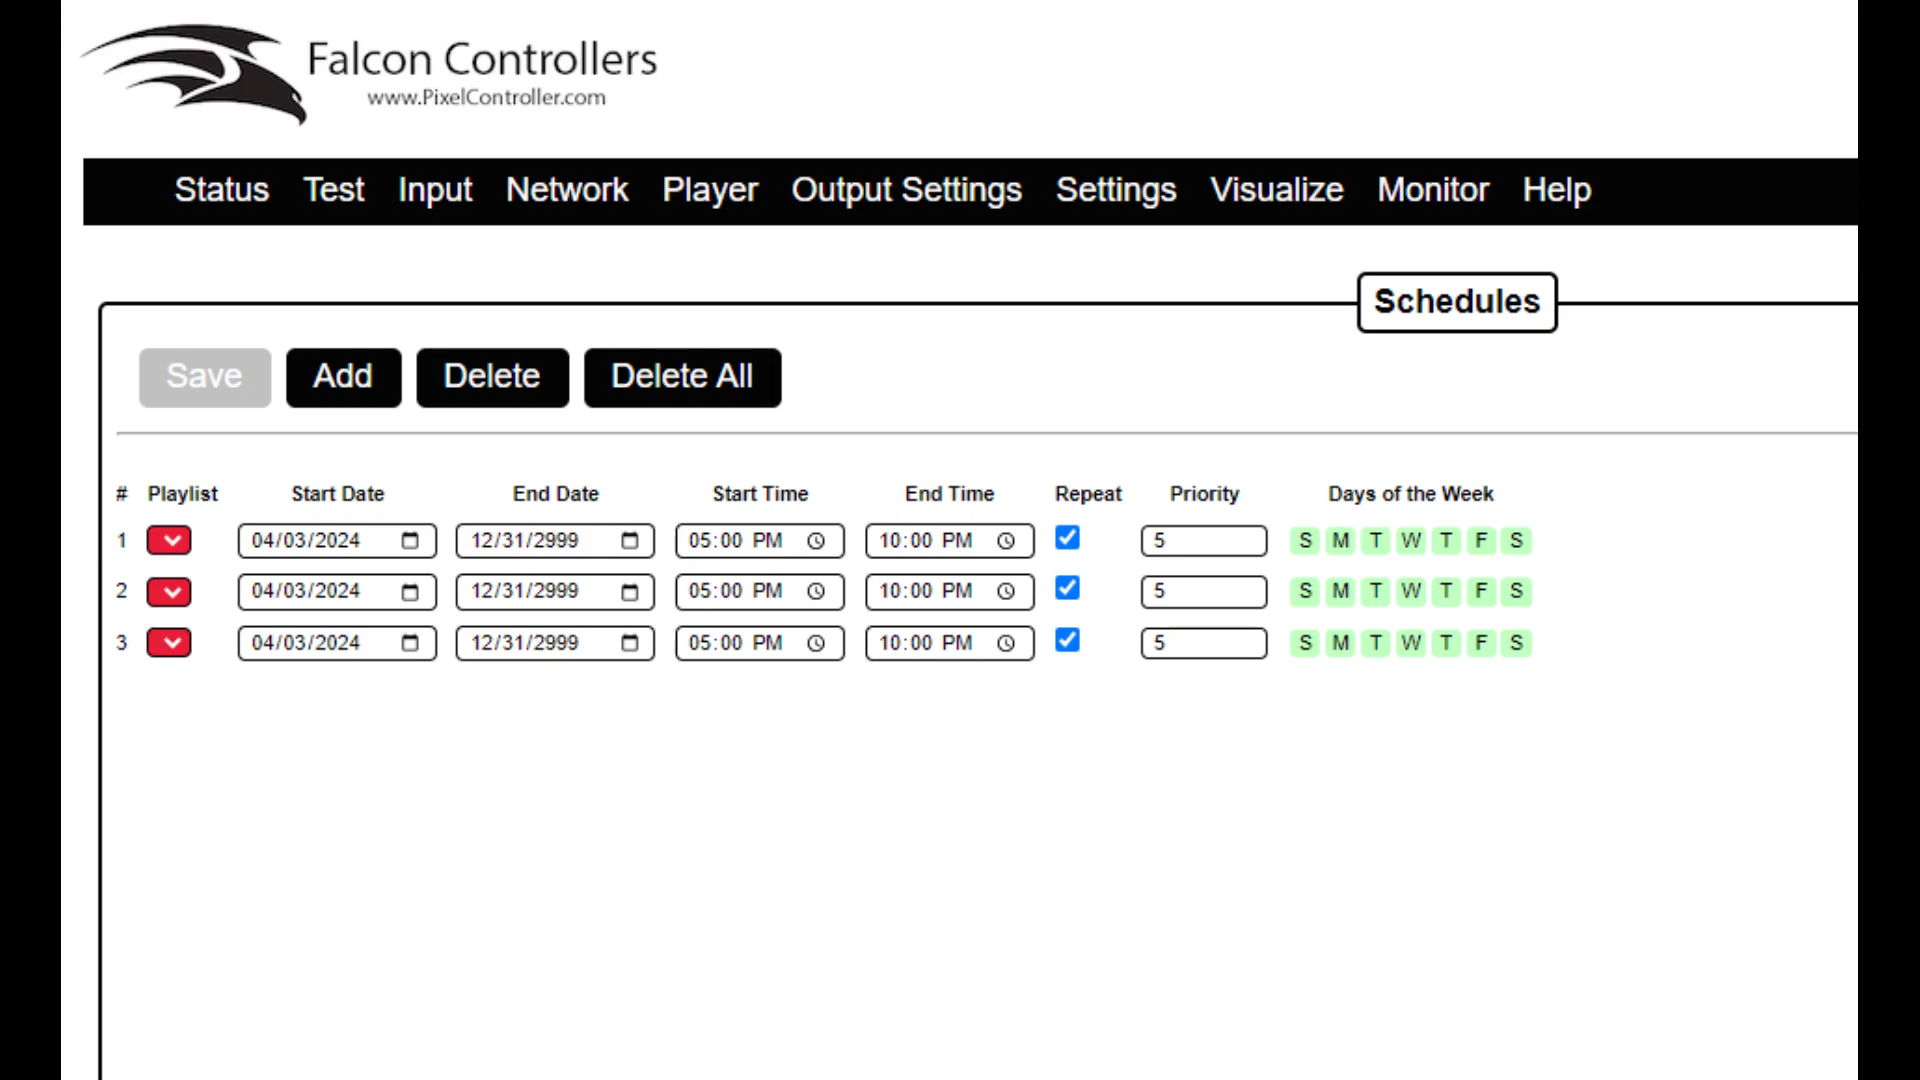 Falcon Controllers
www.PixelController.com
Status Test Input Network Player Output Settings Settings Visualize Monitor Help
Schedules
Save Add Delete Delete All
# Playlist Start Date End Date Start Time End Time Repeat Priority Days of the Week
1 04/03/2024 12/31/2999 05:00 PM 10:00 PM 5 S M T W T F S
2 04/03/2024 12/31/2999 05:00 PM 10:00 PM 5 S M T W T F S
3 04/03/2024 12/31/2999 05:00 PM 10:00 PM 5 S M T W T F S